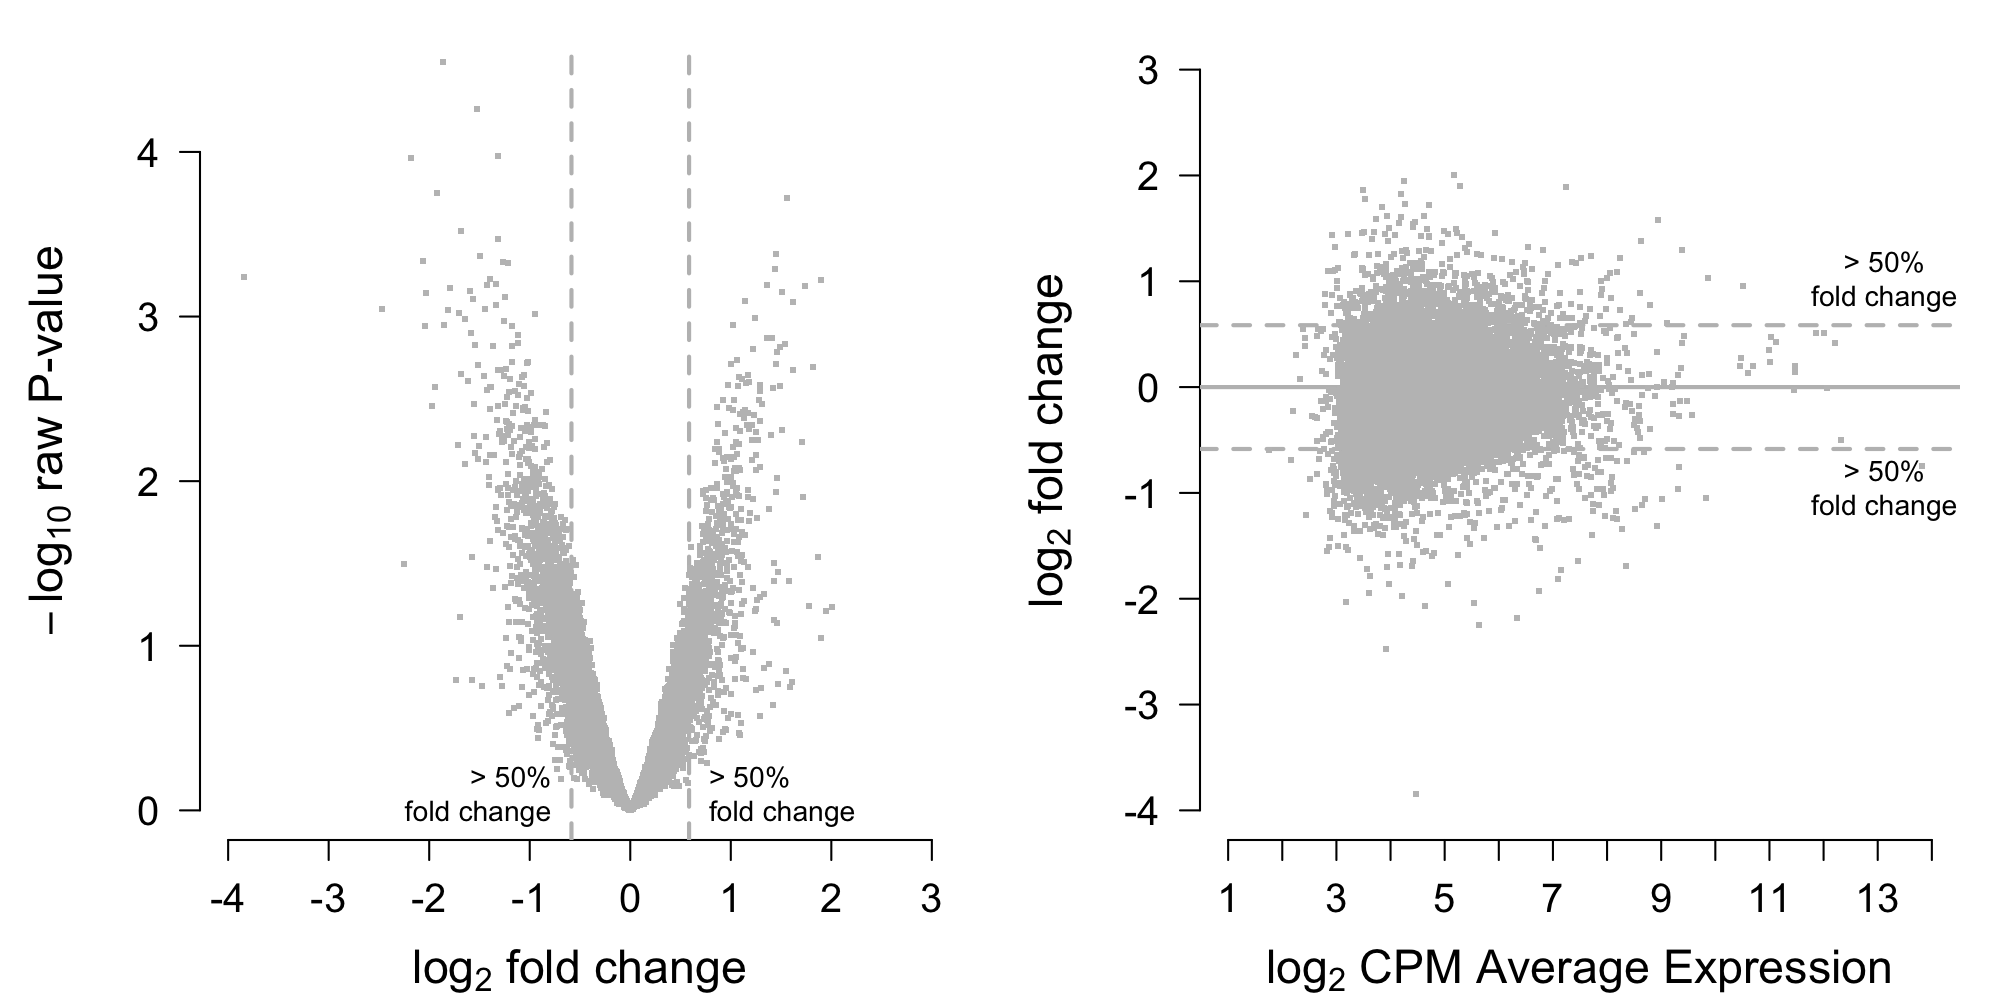 − log10 raw P-value
4
3
2
1
0
> 50%
fold change
> 50%
fold change
-4 -3 -2 -1 0 1 2 3
log2 fold change
log2 fold change
3
2
1
0
-1
-2
-3
-4
> 50%
fold change
> 50%
fold change
1 3 5 7 9 11 13
log2 CPM Average Expression